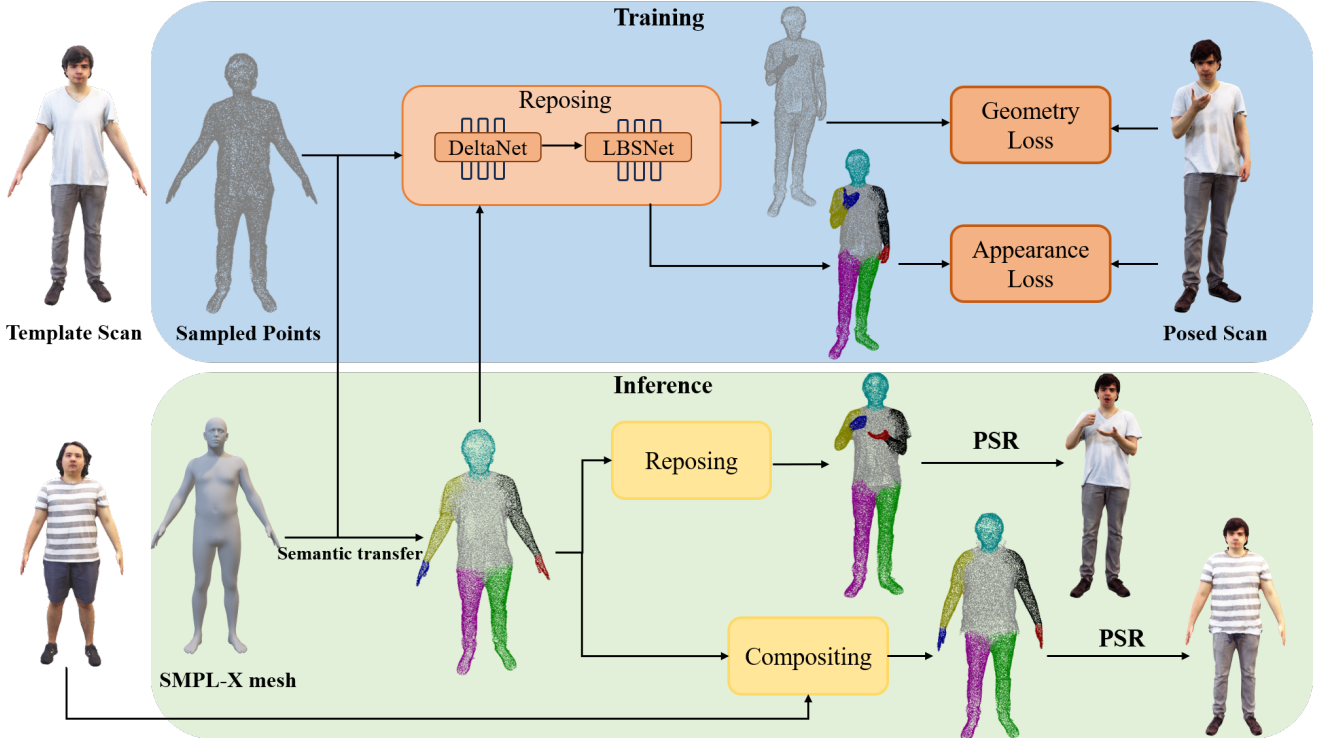 Training
Reposing
DeltaNet
LBSNet
Geometry
Loss
Appearance
Loss
Template Scan
Sampled Points
Posed Scan
Inference
Reposing
PSR
Semantic transfer
Compositing
PSR
SMPL-X mesh